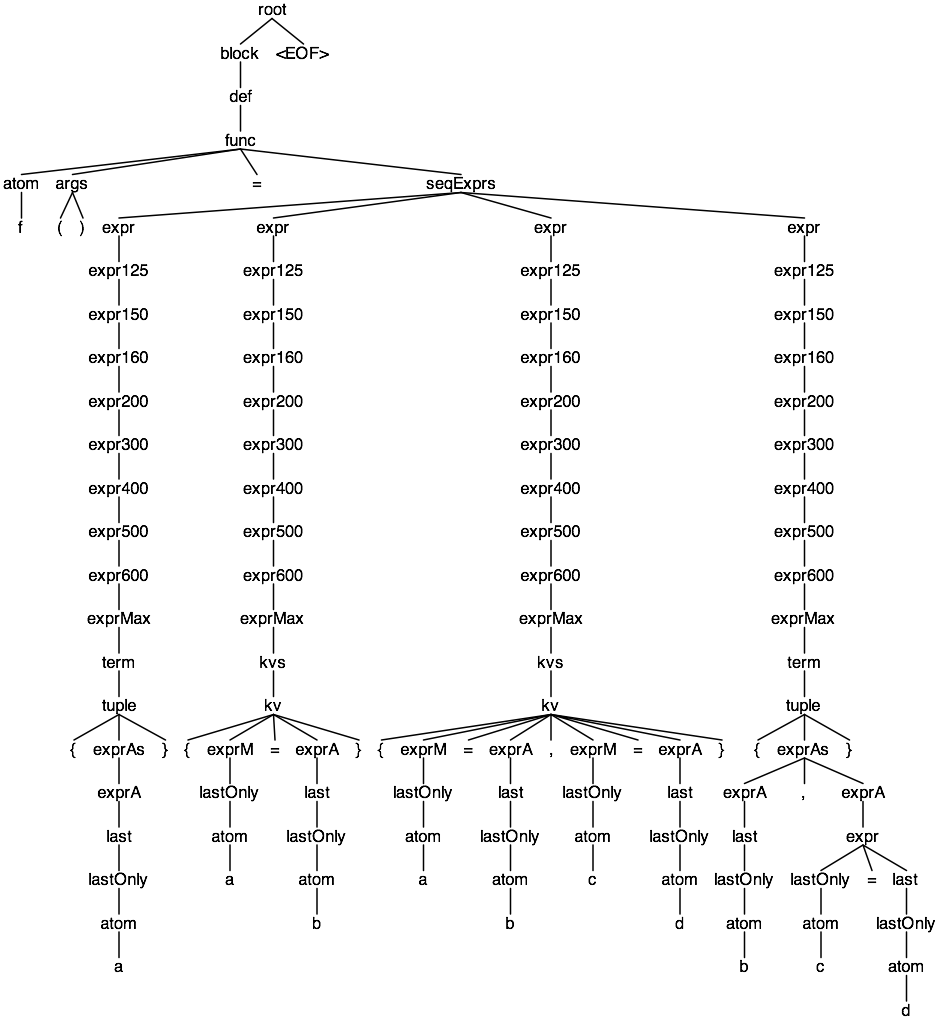 root
block <EOF>
def
func
atom args = seqExprs
f ( ) expr expr expr expr
expr125 expr125 expr125 expr125
expr150 expr150 expr150 expr150
expr160 expr160 expr160 expr160
expr200 expr200 expr200 expr200
expr300 expr300 expr300 expr300
expr400 expr400 expr400 expr400
expr500 expr500 expr500 expr500
expr600 expr600 expr600 expr600
exprMax exprMax exprMax exprMax
term kvs kvs term
tuple kv kv tuple
{ exprAs } { exprM = exprA } { exprM = exprA , exprM = exprA } { exprAs }
exprA lastOnly last lastOnly last lastOnly last exprA , exprA
last atom lastOnly atom lastOnly atom lastOnly last expr
lastOnly a atom a atom c atom lastOnly lastOnly = last
atom b b d atom atom lastOnly
a b c atom
d